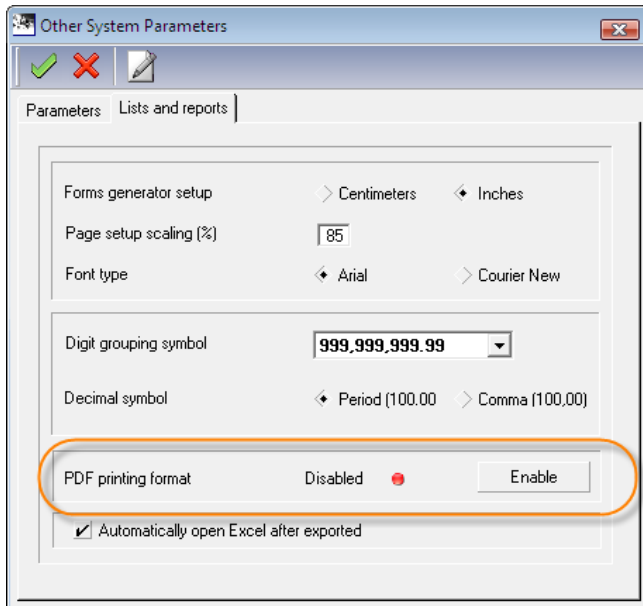 Other System Parameters
Parameters Lists and reports
Forms generator setup Centimeters Inches
Page setup scaling (%) 85
Font type Arial Courier New
Digit grouping symbol 999,999,999.99
Decimal symbol Period (100.00 Comma (100,00)
PDF printing format Disabled Enable
Automatically open Excel after exported